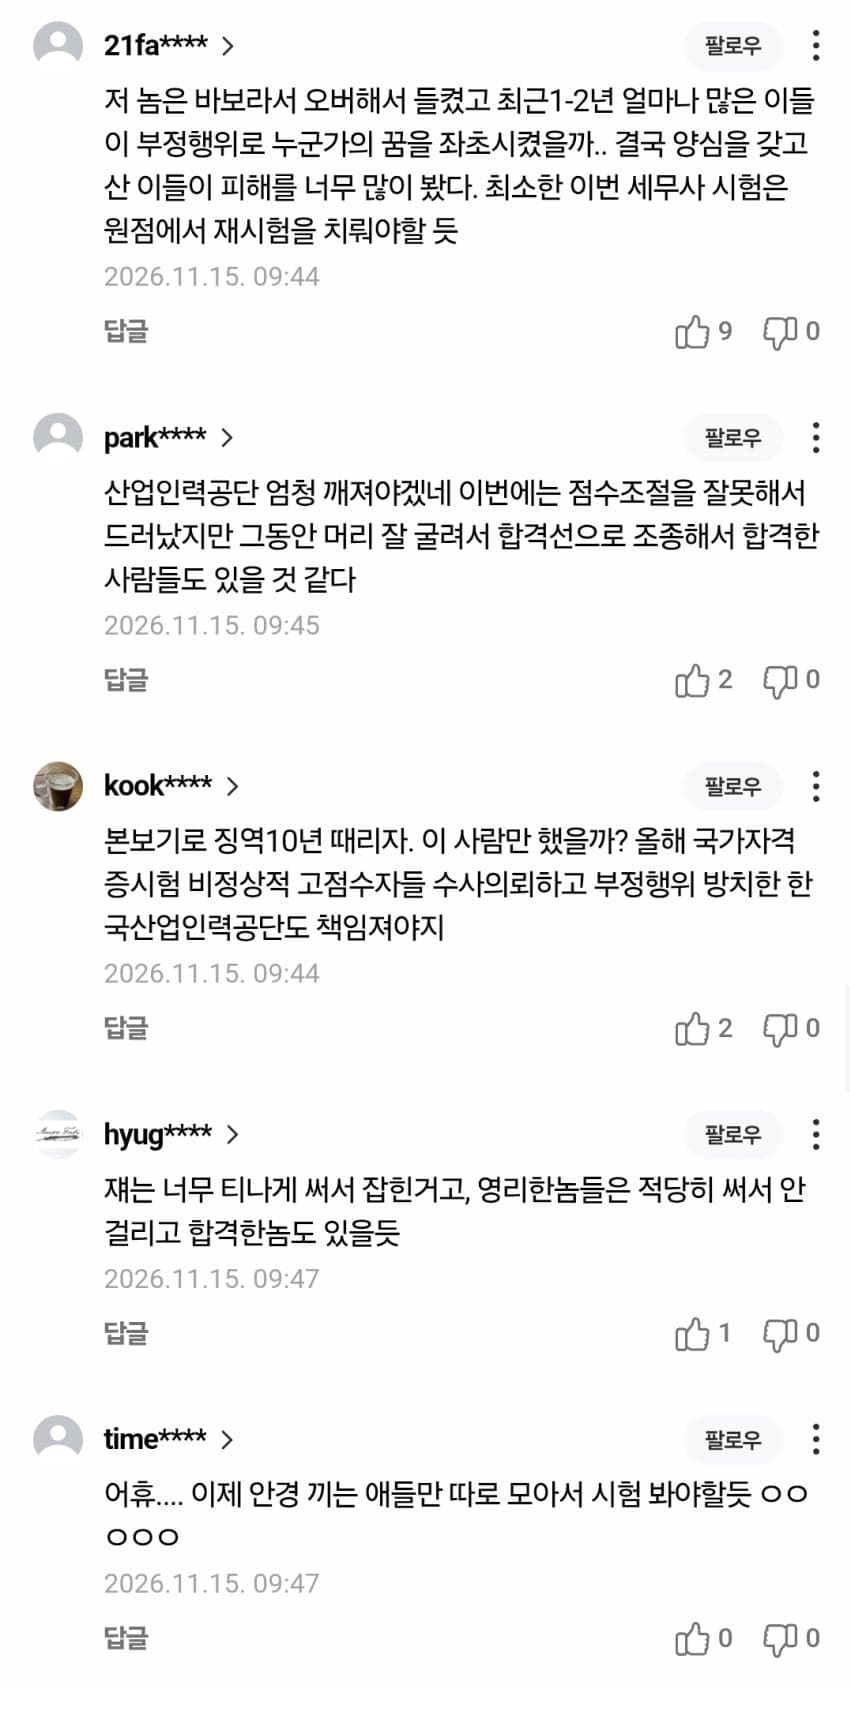 21fa****
팔로우
저 놈은 바보라서 오버해서 들켰고 최근1-2년 얼마나 많은 이들
이 부정행위로 누군가의 꿈을 좌초시켰을까.. 결국 양심을 갖고
산 이들이 피해를 너무 많이 봤다. 최소한 이번 세무사 시험은
원점에서 재시험을 치뤄야할 듯
2026.11.15. 09:44
답글 9 0
park****
팔로우
산업인력공단 엄청 깨져야겠네 이번에는 점수조절을 잘못해서
드러났지만 그동안 머리 잘 굴려서 합격선으로 조종해서 합격한
사람들도 있을 것 같다
2026.11.15. 09:45
답글 2 0
kook****
팔로우
본보기로 징역10년 때리자. 이 사람만 했을까? 올해 국가자격
증시험 비정상적 고점수자들 수사의뢰하고 부정행위 방치한 한
국산업인력공단도 책임져야지
2026.11.15. 09:44
답글 2 0
hyug****
팔로우
쟤는 너무 티나게 써서 잡힌거고, 영리한놈들은 적당히 써서 안
걸리고 합격한놈도 있을듯
2026.11.15. 09:47
답글 1 0
time****
팔로우
어휴.... 이제 안경 끼는 애들만 따로 모아서 시험 봐야할듯 ㅇㅇ
ㅇㅇㅇ
2026.11.15. 09:47
답글 0 0